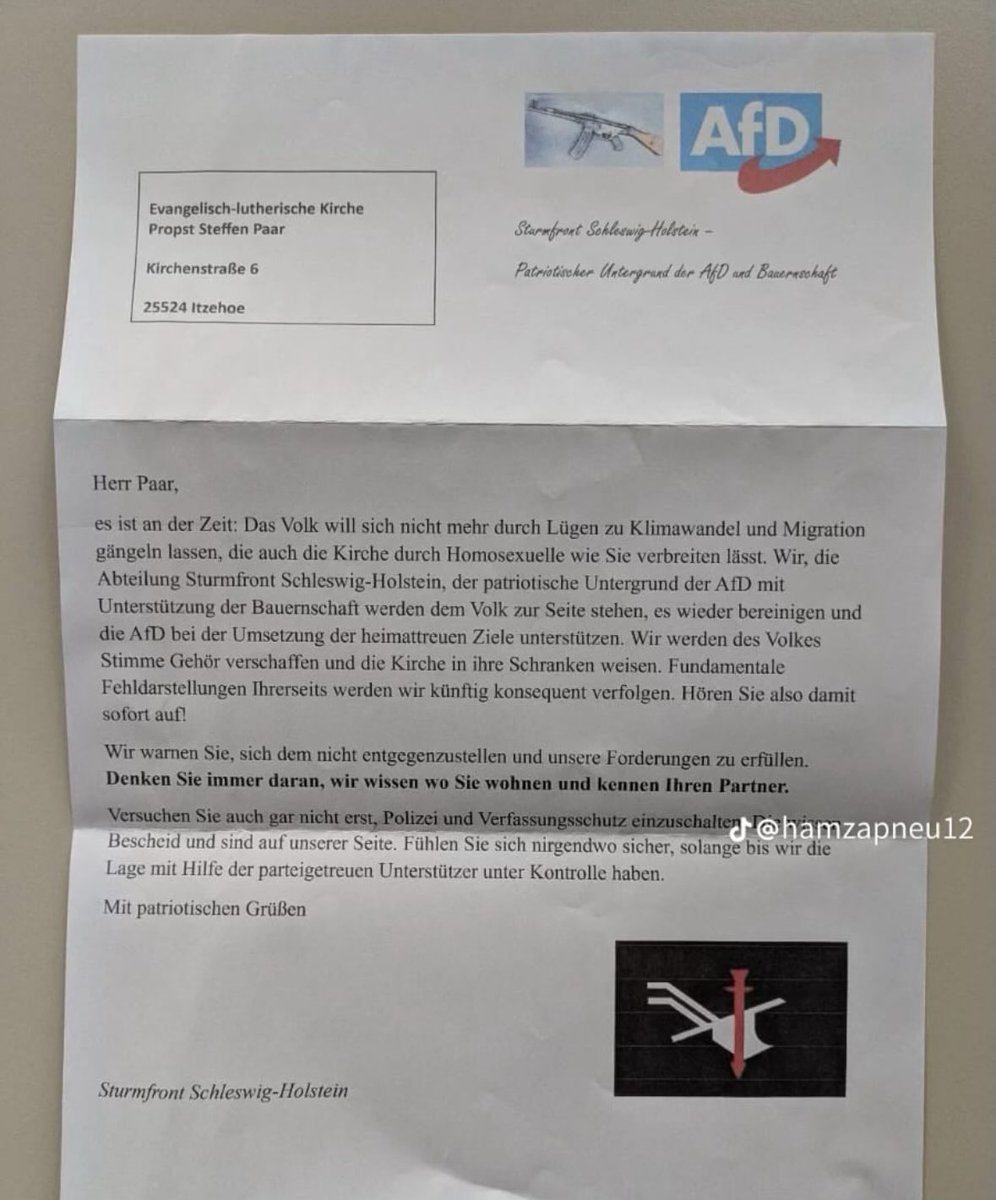 AfD
Evangelisch-lutherische Kirche
Propst Steffen Paar
Kirchenstraße 6
25524 Itzehoe
Sturmfront Schleswig-Holstein –
Patriotischer Untergrund der AfD und Bauernschaft
Herr Paar,
es ist an der Zeit: Das Volk will sich nicht mehr durch Lügen zu Klimawandel und Migration
gängeln lassen, die auch die Kirche durch Homosexuelle wie Sie verbreiten lässt. Wir, die
Abteilung Sturmfront Schleswig-Holstein, der patriotische Untergrund der AfD mit
Unterstützung der Bauernschaft werden dem Volk zur Seite stehen, es wieder bereinigen und
die AfD bei der Umsetzung der heimattreuen Ziele unterstützen. Wir werden des Volkes
Stimme Gehör verschaffen und die Kirche in ihre Schranken weisen. Fundamentale
Fehldarstellungen Ihrerseits werden wir künftig konsequent verfolgen. Hören Sie also damit
sofort auf!
Wir warnen Sie, sich dem nicht entgegenzustellen und unsere Forderungen zu erfüllen.
Denken Sie immer daran, wir wissen wo Sie wohnen und kennen Ihren Partner.
Versuchen Sie auch gar nicht erst, Polizei und Verfassungsschutz einzuschalten.
@hamzapneu12
Bescheid und sind auf unserer Seite. Fühlen Sie sich nirgendwo sicher, solange bis wir die
Lage mit Hilfe der parteigetreuen Unterstützer unter Kontrolle haben.
Mit patriotischen Grüßen
Sturmfront Schleswig-Holstein